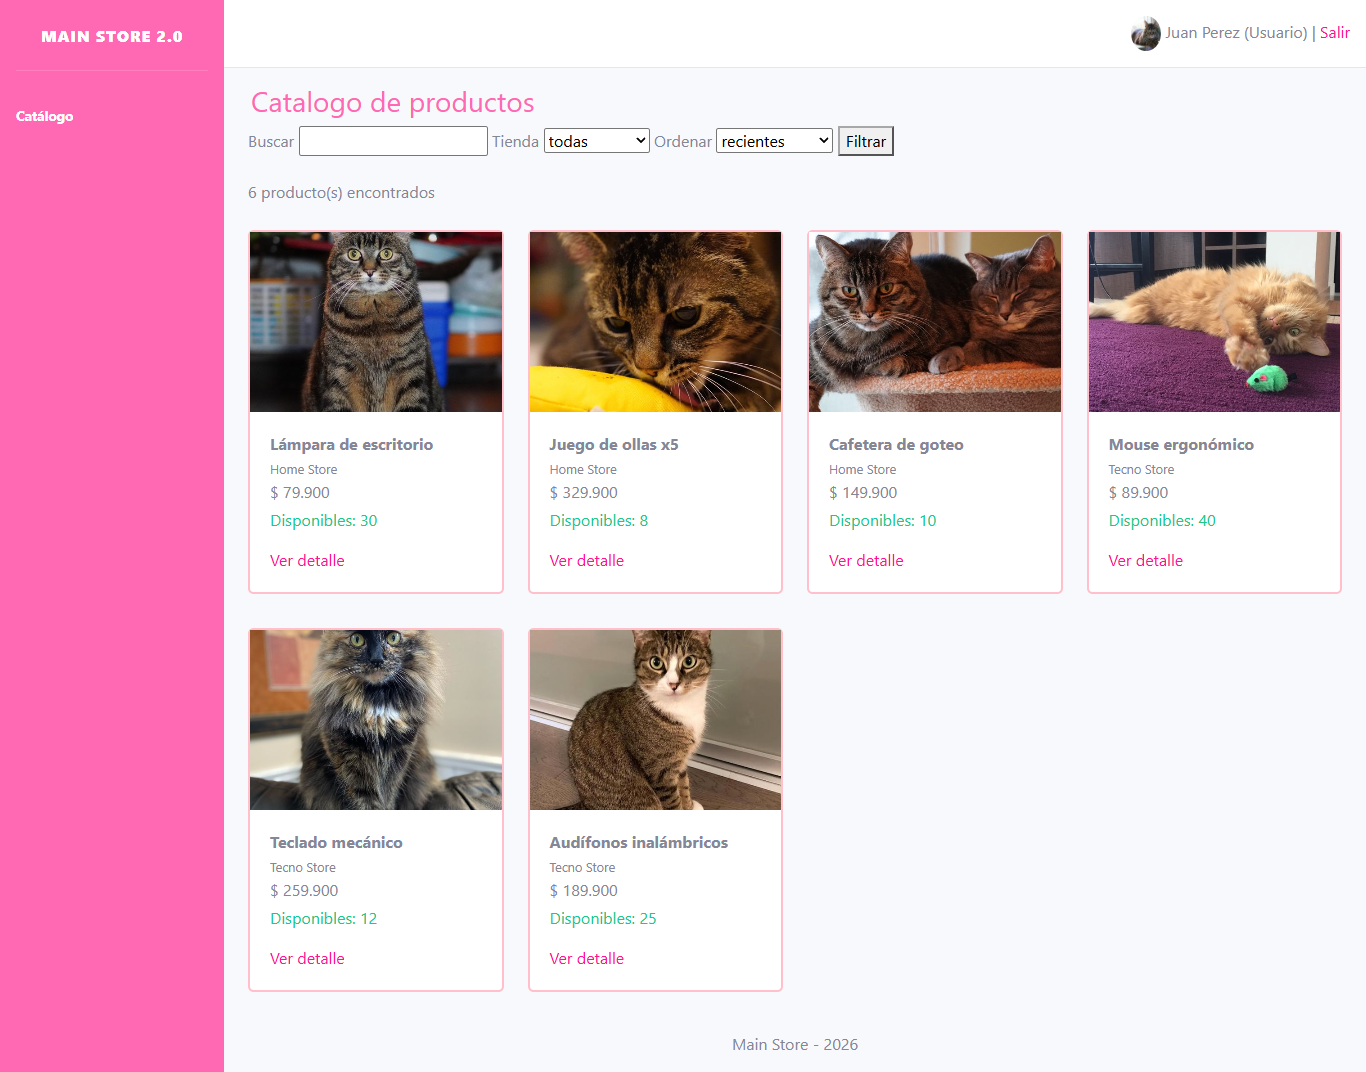 MAIN STORE 2.0
Catálogo
Juan Perez (Usuario) | Salir
Catalogo de productos
Buscar Tienda todas Ordenar recientes Filtrar
6 producto(s) encontrados
Lámpara de escritorio
Home Store
$ 79.900
Disponibles: 30
Ver detalle
Juego de ollas x5
Home Store
$ 329.900
Disponibles: 8
Ver detalle
Cafetera de goteo
Home Store
$ 149.900
Disponibles: 10
Ver detalle
Mouse ergonómico
Tecno Store
$ 89.900
Disponibles: 40
Ver detalle
Teclado mecánico
Tecno Store
$ 259.900
Disponibles: 12
Ver detalle
Audífonos inalámbricos
Tecno Store
$ 189.900
Disponibles: 25
Ver detalle
Main Store - 2026